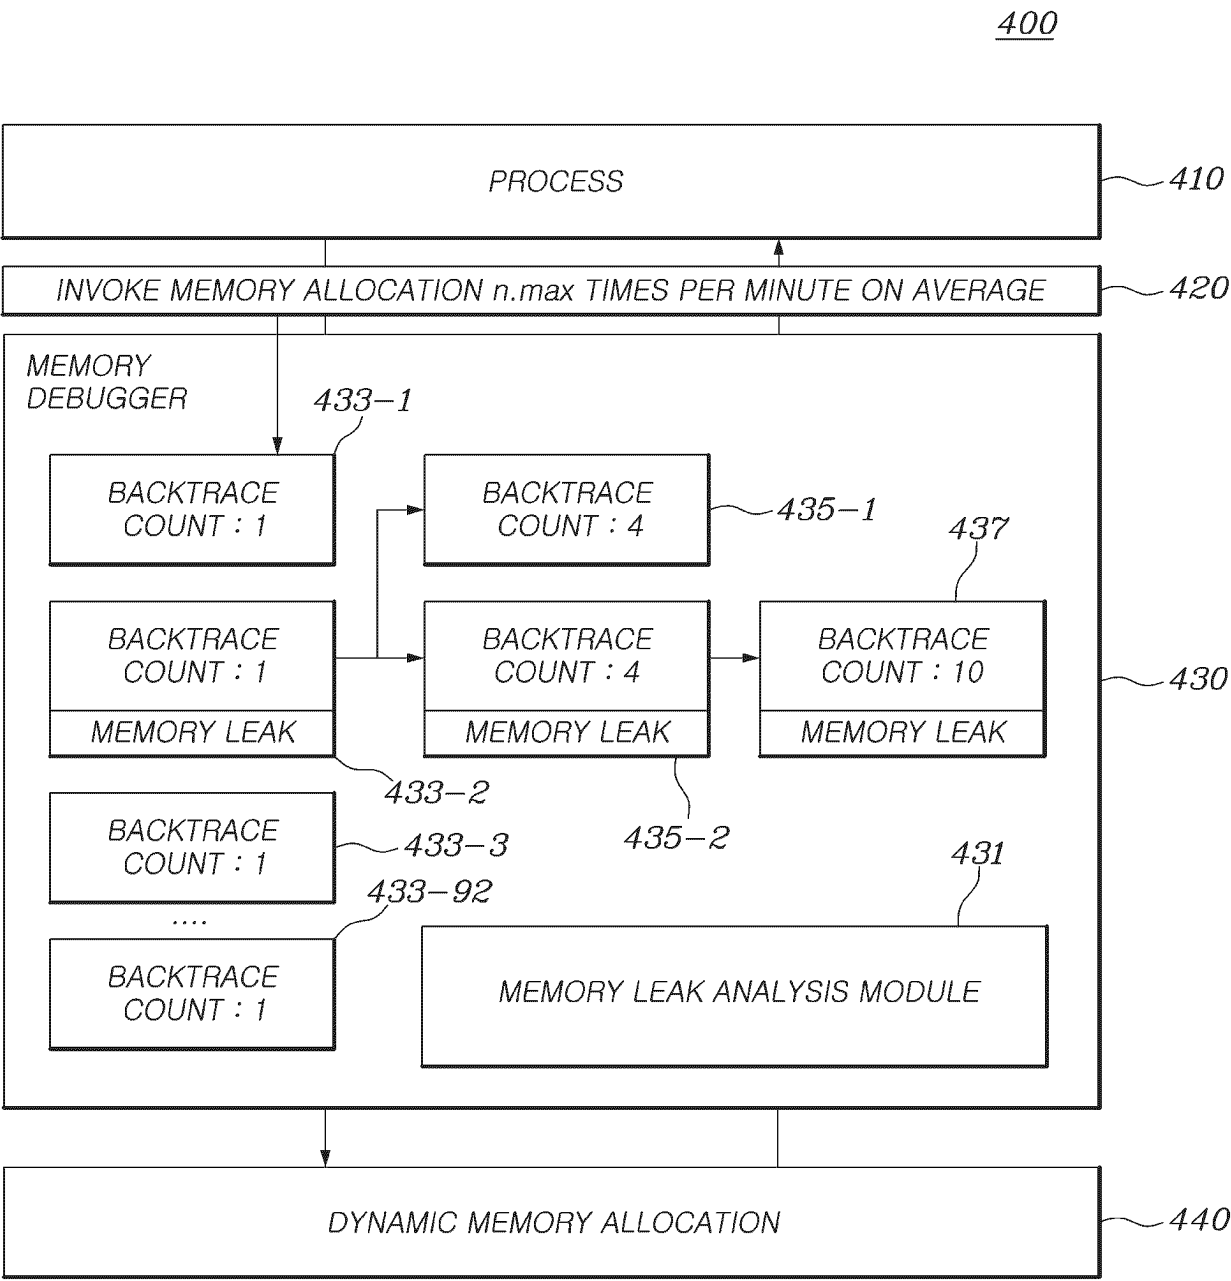 400
PROCESS
410
INVOKE MEMORY ALLOCATION n.max TIMES PER MINUTE ON AVERAGE
420
MEMORY
DEBUGGER
433-1
BACKTRACE
COUNT : 1
BACKTRACE
COUNT : 4
435-1
437
BACKTRACE
COUNT : 1
MEMORY LEAK
BACKTRACE
COUNT : 4
MEMORY LEAK
BACKTRACE
COUNT : 10
MEMORY LEAK
430
433-2
435-2
BACKTRACE
COUNT : 1
433-3
431
....
433-92
BACKTRACE
COUNT : 1
MEMORY LEAK ANALYSIS MODULE
DYNAMIC MEMORY ALLOCATION
440